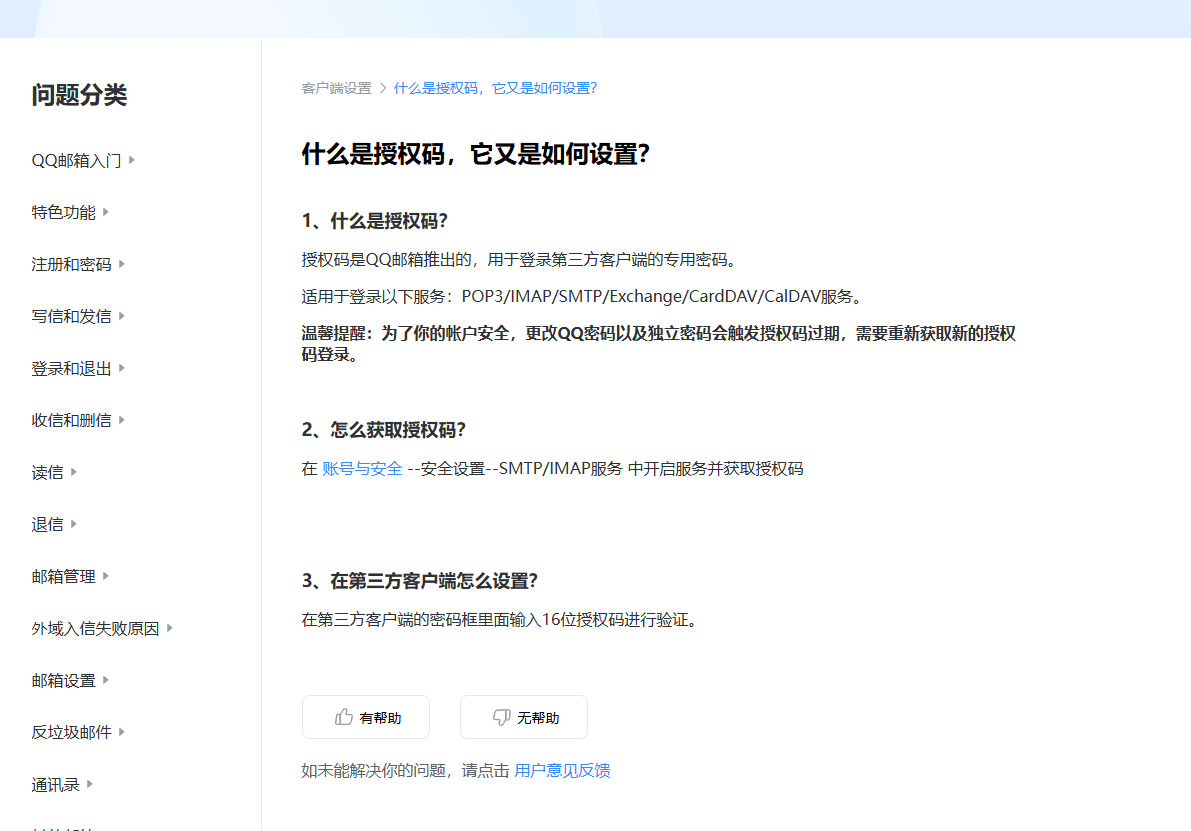 问题分类
QQ邮箱入门
特色功能
注册和密码
写信和发信
登录和退出
收信和删信
读信
退信
邮箱管理
外域入信失败原因
邮箱设置
反垃圾邮件
通讯录
客户端设置 > 什么是授权码，它又是如何设置？
什么是授权码，它又是如何设置？
1、什么是授权码？
授权码是QQ邮箱推出的，用于登录第三方客户端的专用密码。
适用于登录以下服务：POP3/IMAP/SMTP/Exchange/CardDAV/CalDAV服务。
温馨提醒：为了你的帐户安全，更改QQ密码以及独立密码会触发授权码过期，需要重新获取新的授权
码登录。
2、怎么获取授权码？
在 账号与安全 --安全设置--SMTP/IMAP服务 中开启服务并获取授权码
3、在第三方客户端怎么设置？
在第三方客户端的密码框里面输入16位授权码进行验证。
有帮助
无帮助
如未能解决你的问题，请点击 用户意见反馈